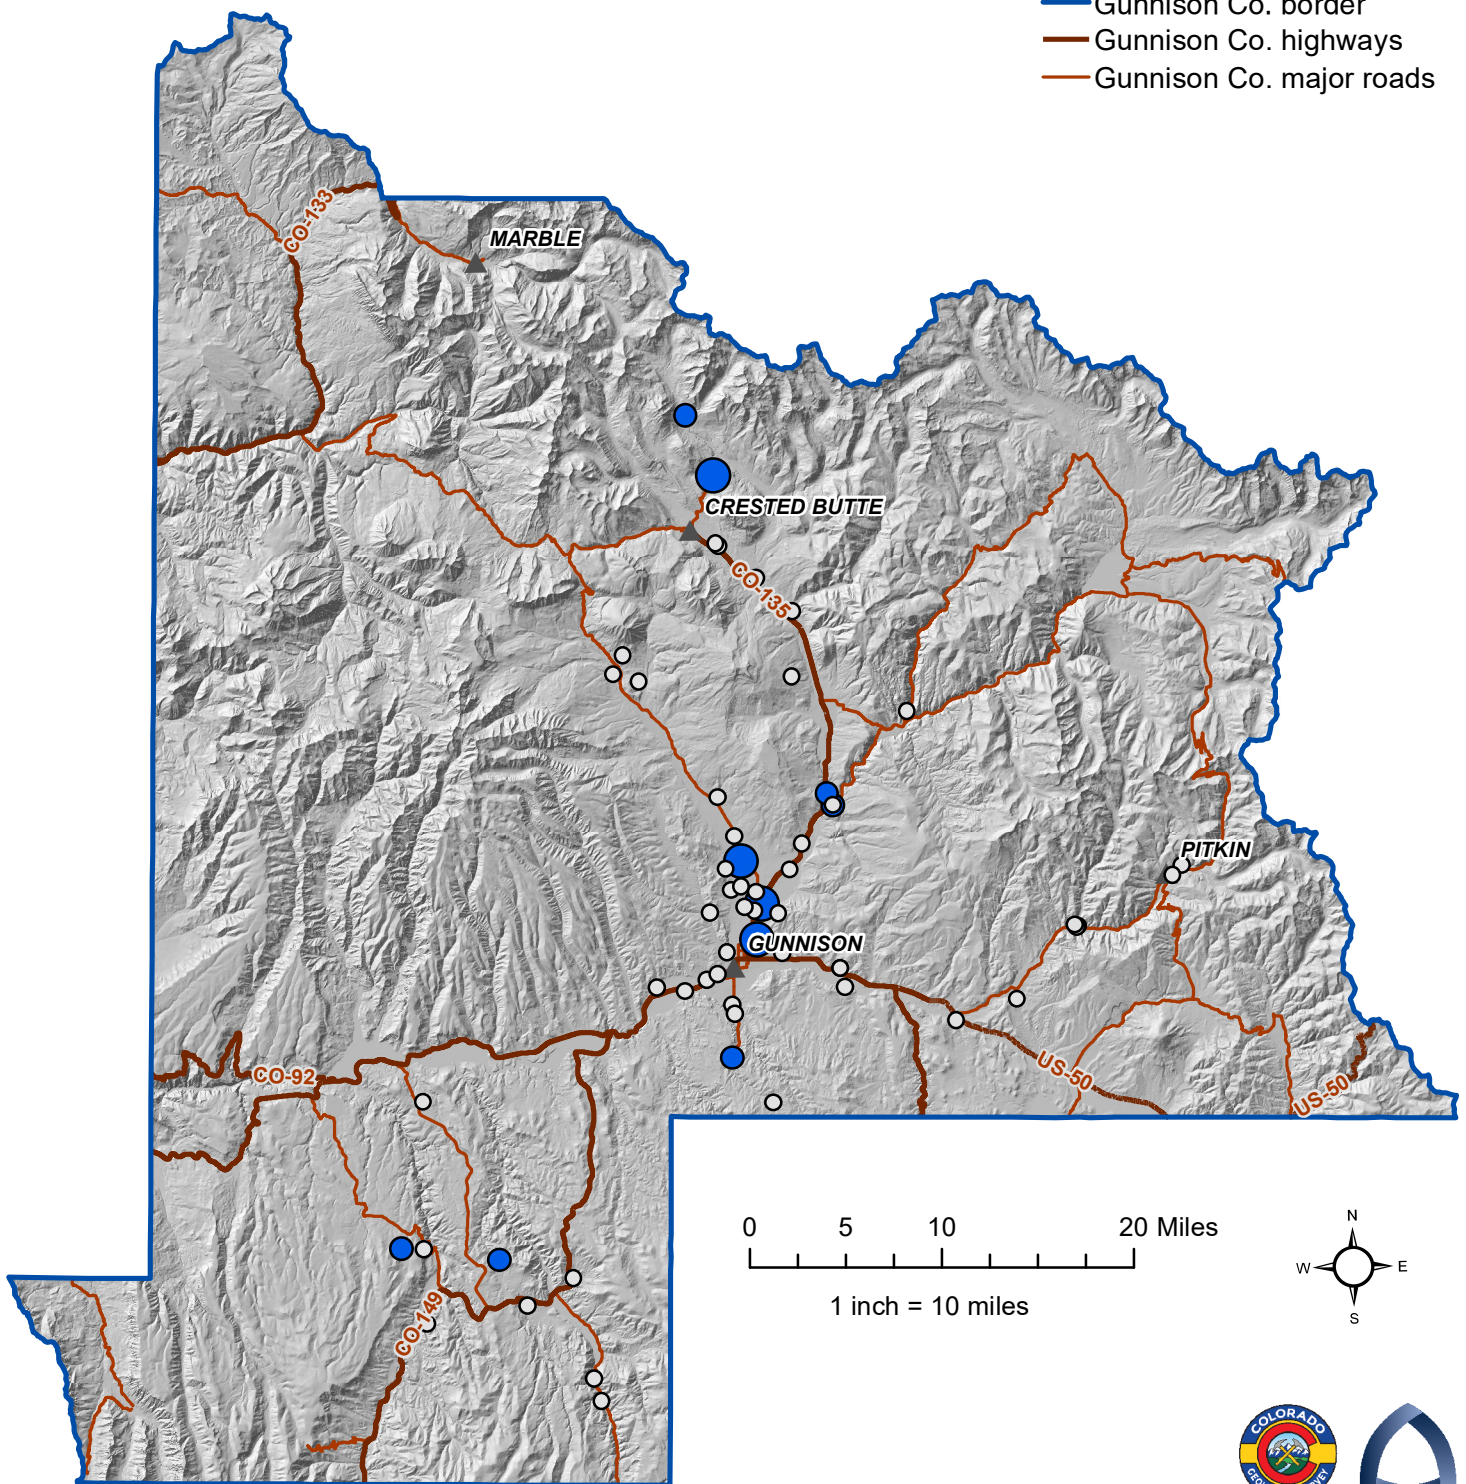 Gunnison Co. border
Gunnison Co. highways
Gunnison Co. major roads
CO-133
MARBLE
CRESTED BUTTE
CO-135
PITKIN
GUNNISON
CO-92
US-50
US-50
CO-149
0 5 10 20 Miles
1 inch = 10 miles
N
W E
S
COLORADO